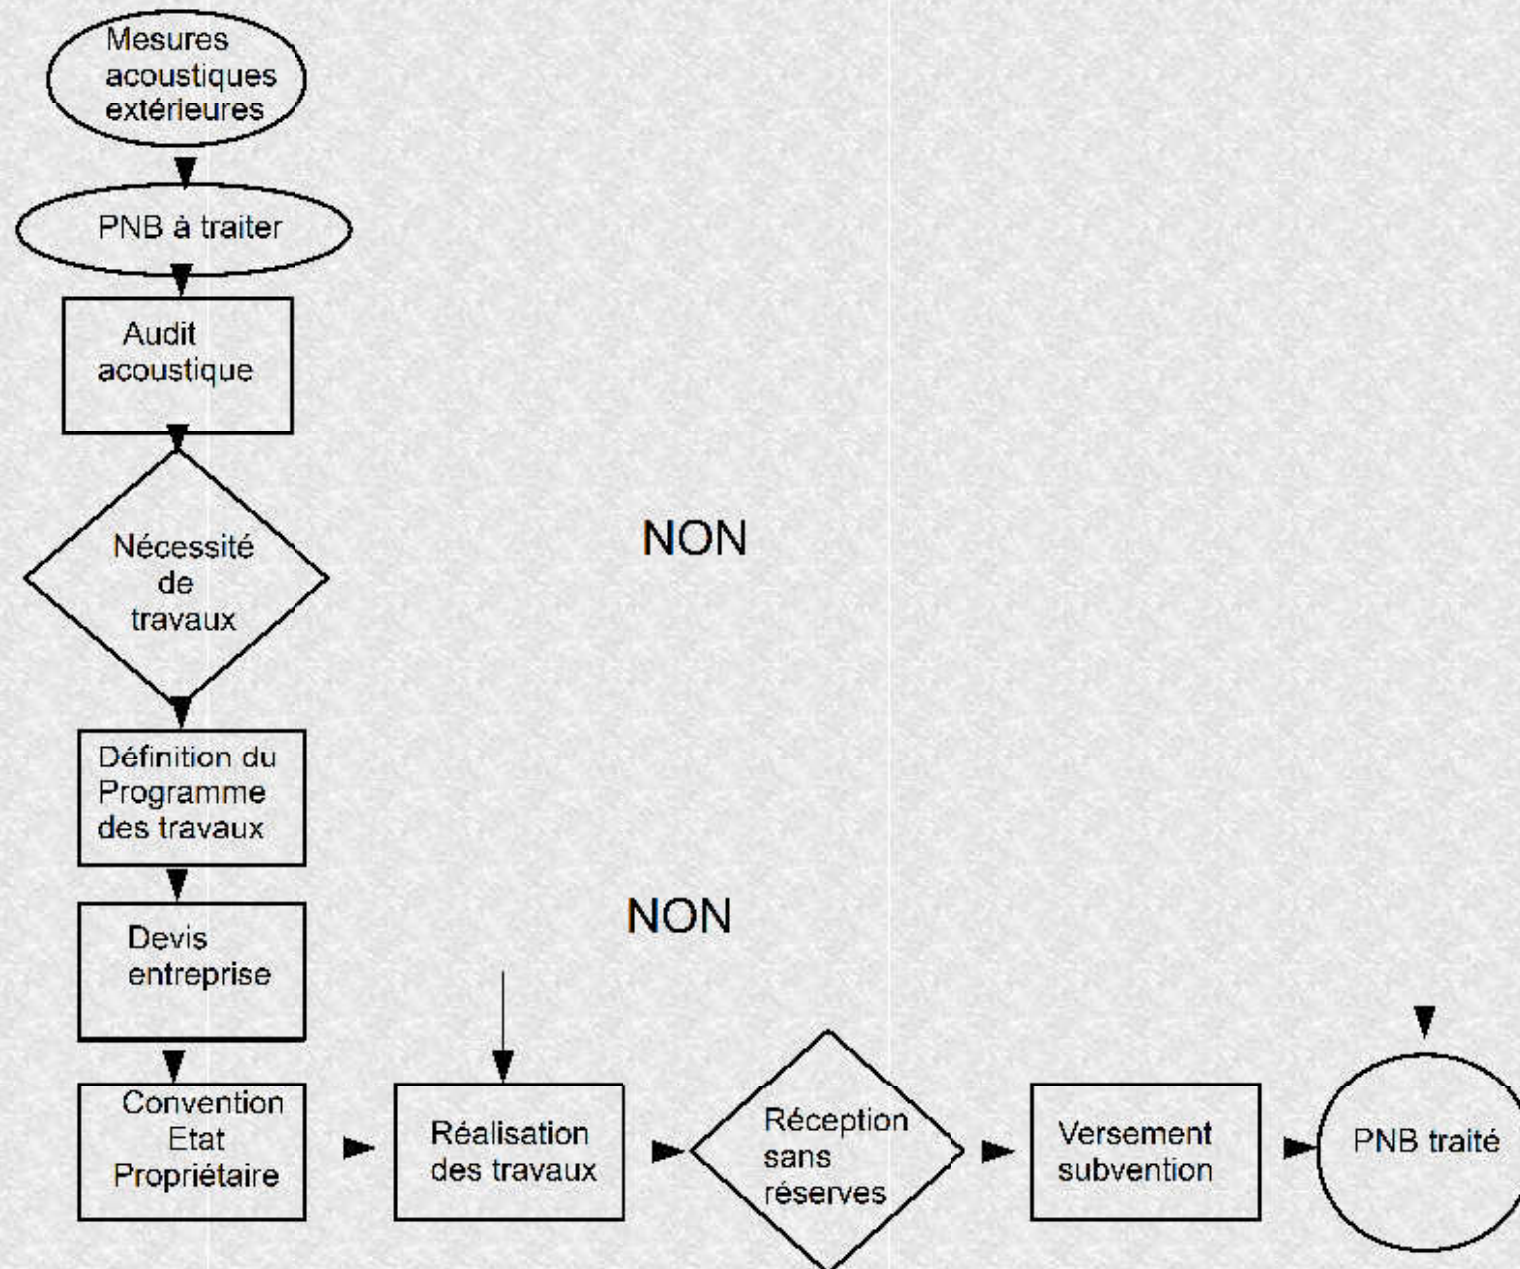 Mesures
acoustiques
extérieures
PNB à traiter
Audit
acoustique
Nécessité
de
travaux
NON
Définition du
Programme
des travaux
Devis
entreprise
NON
Convention
Etat
Propriétaire
Réalisation
des travaux
Réception
sans
réserves
Versement
subvention
PNB traité